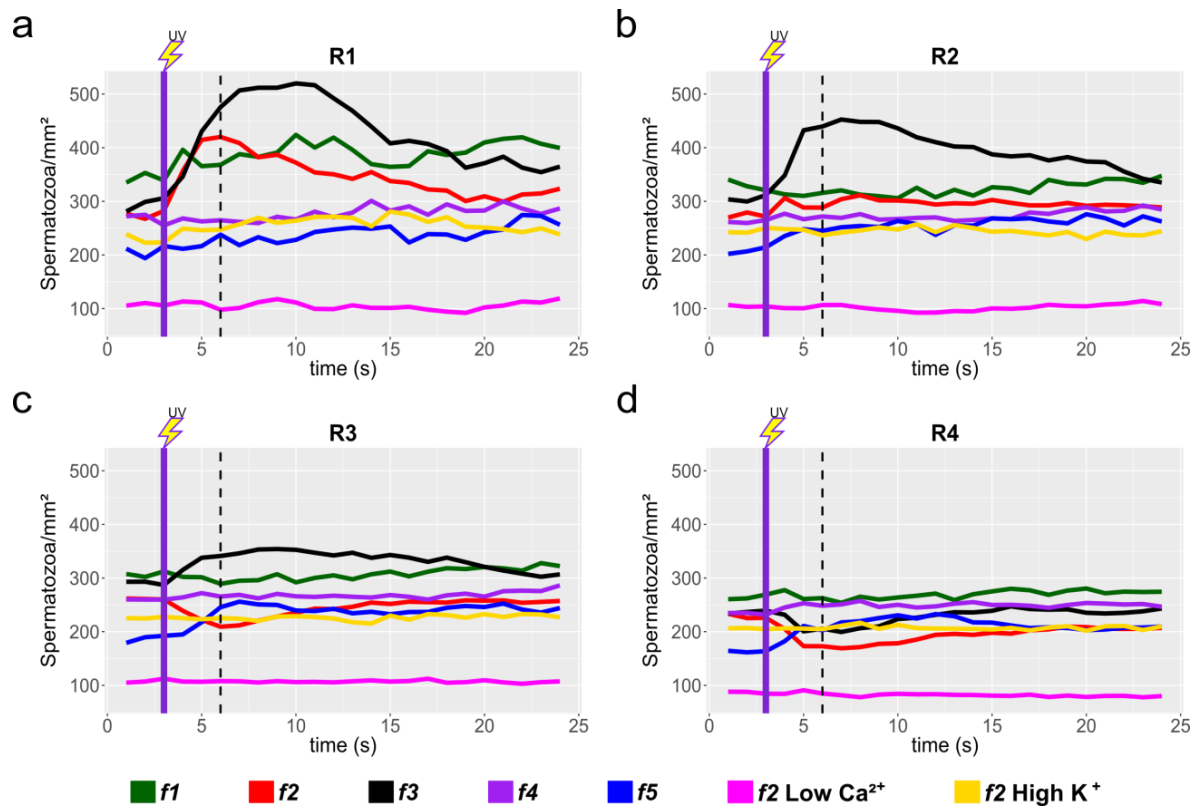 a
UV
R1
Spermatozoa/mm²
500
400
300
200
100
0 5 10 15 20 25
time (s)
b
UV
R2
Spermatozoa/mm²
500
400
300
200
100
0 5 10 15 20 25
time (s)
c
UV
R3
Spermatozoa/mm²
500
400
300
200
100
0 5 10 15 20 25
time (s)
d
UV
R4
Spermatozoa/mm²
500
400
300
200
100
0 5 10 15 20 25
time (s)
f1 f2 f3 f4 f5 f2 Low Ca²⁺ f2 High K⁺